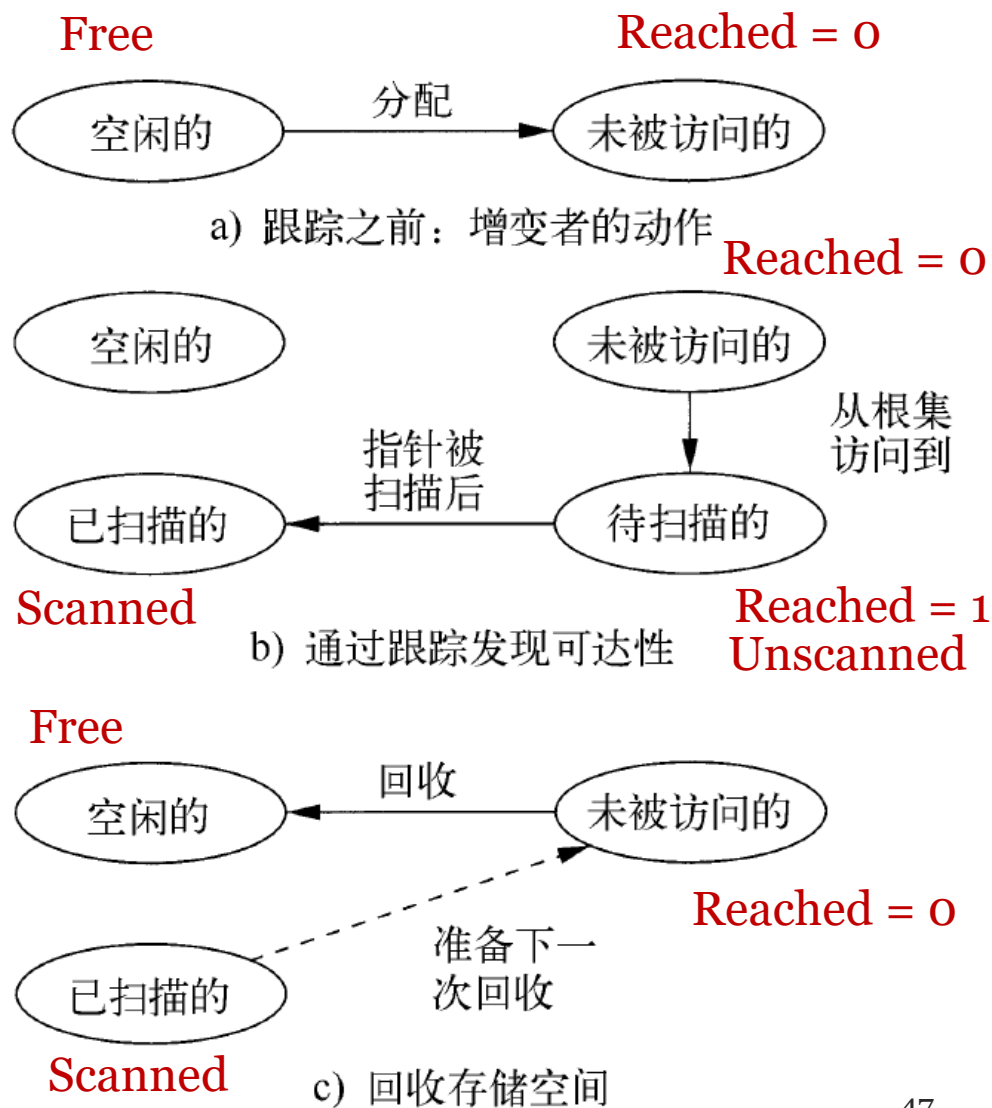 Free
Reached = 0
空闲的
分配
未被访问的
a) 跟踪之前：增变者的动作
Reached = 0
空闲的
未被访问的
从根集
访问到
指针被
扫描后
已扫描的
待扫描的
Scanned
Reached = 1
Unscanned
b) 通过跟踪发现可达性
Free
空闲的
回收
未被访问的
Reached = 0
准备下一
次回收
已扫描的
Scanned
c) 回收存储空间
47